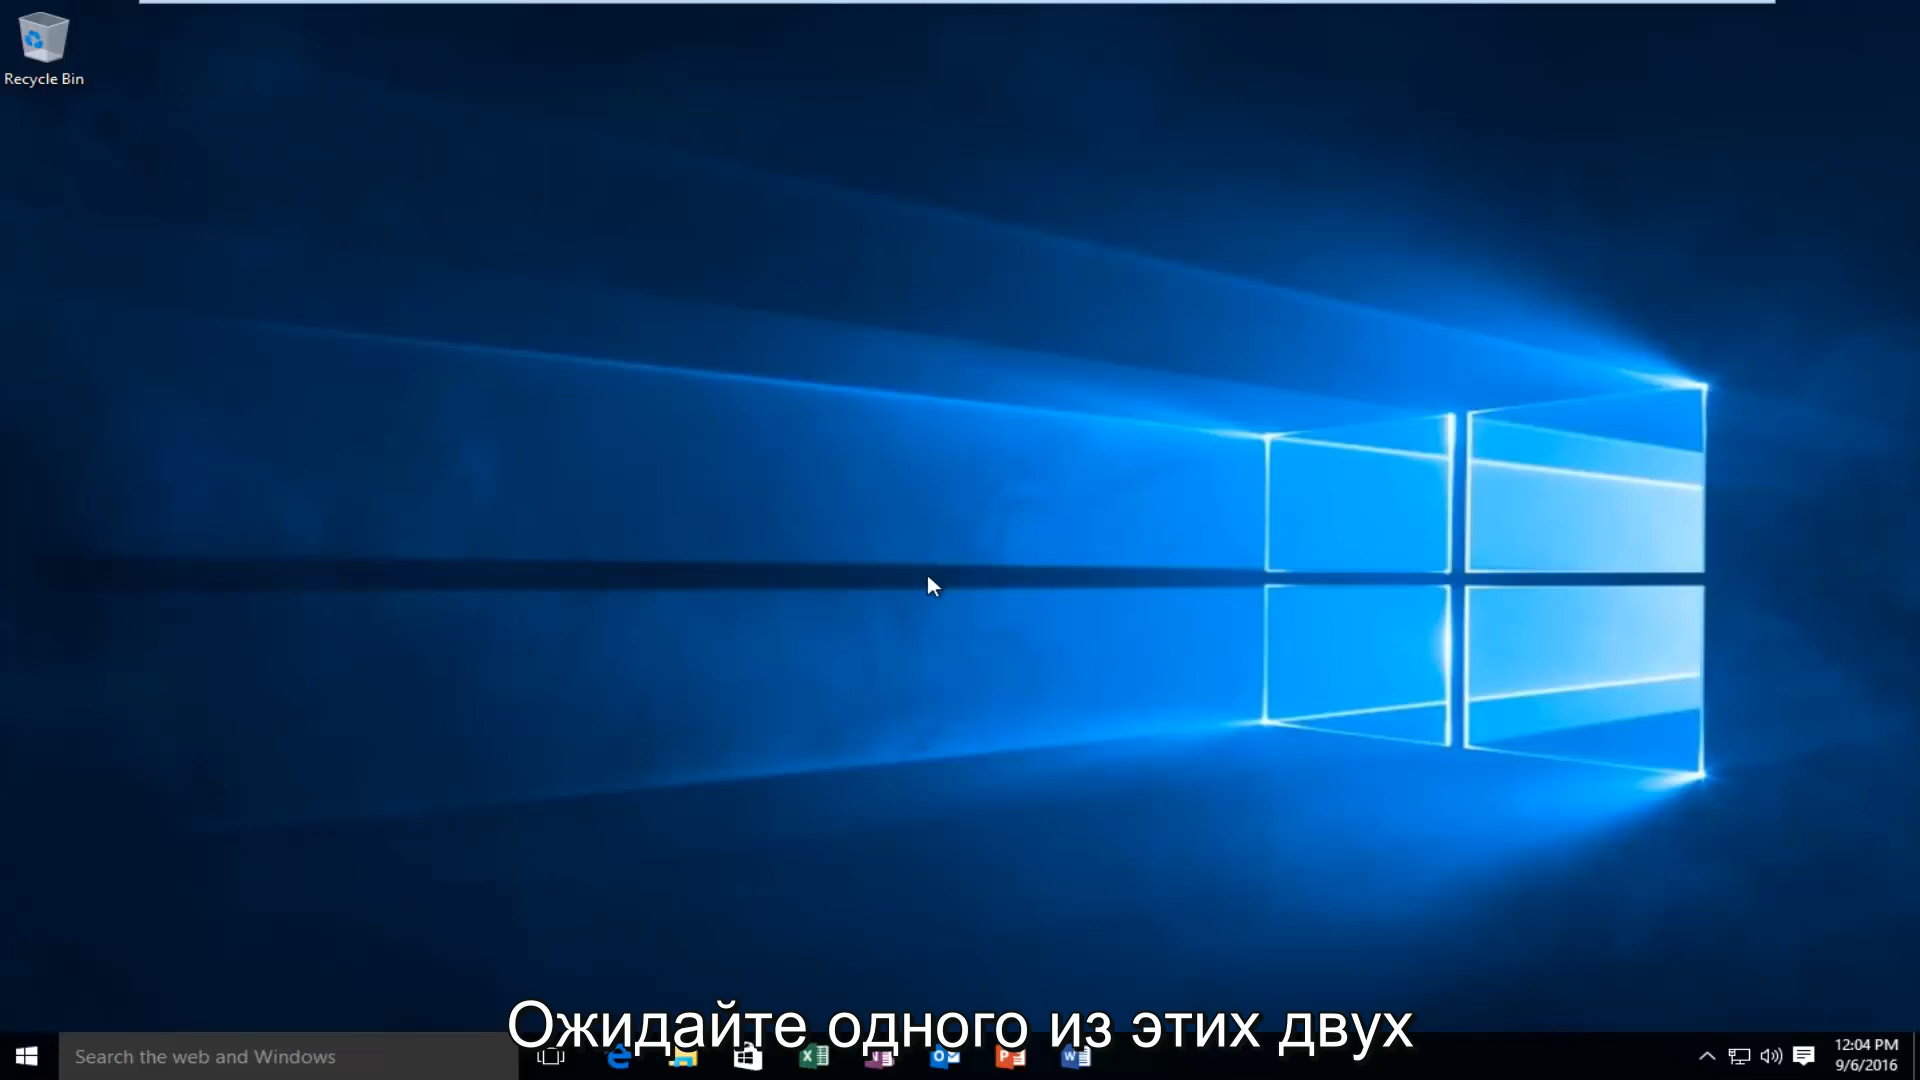 Recycle Bin
Ожидайте одного из этих двух
Search the web and Windows
12:04 PM
9/6/2016